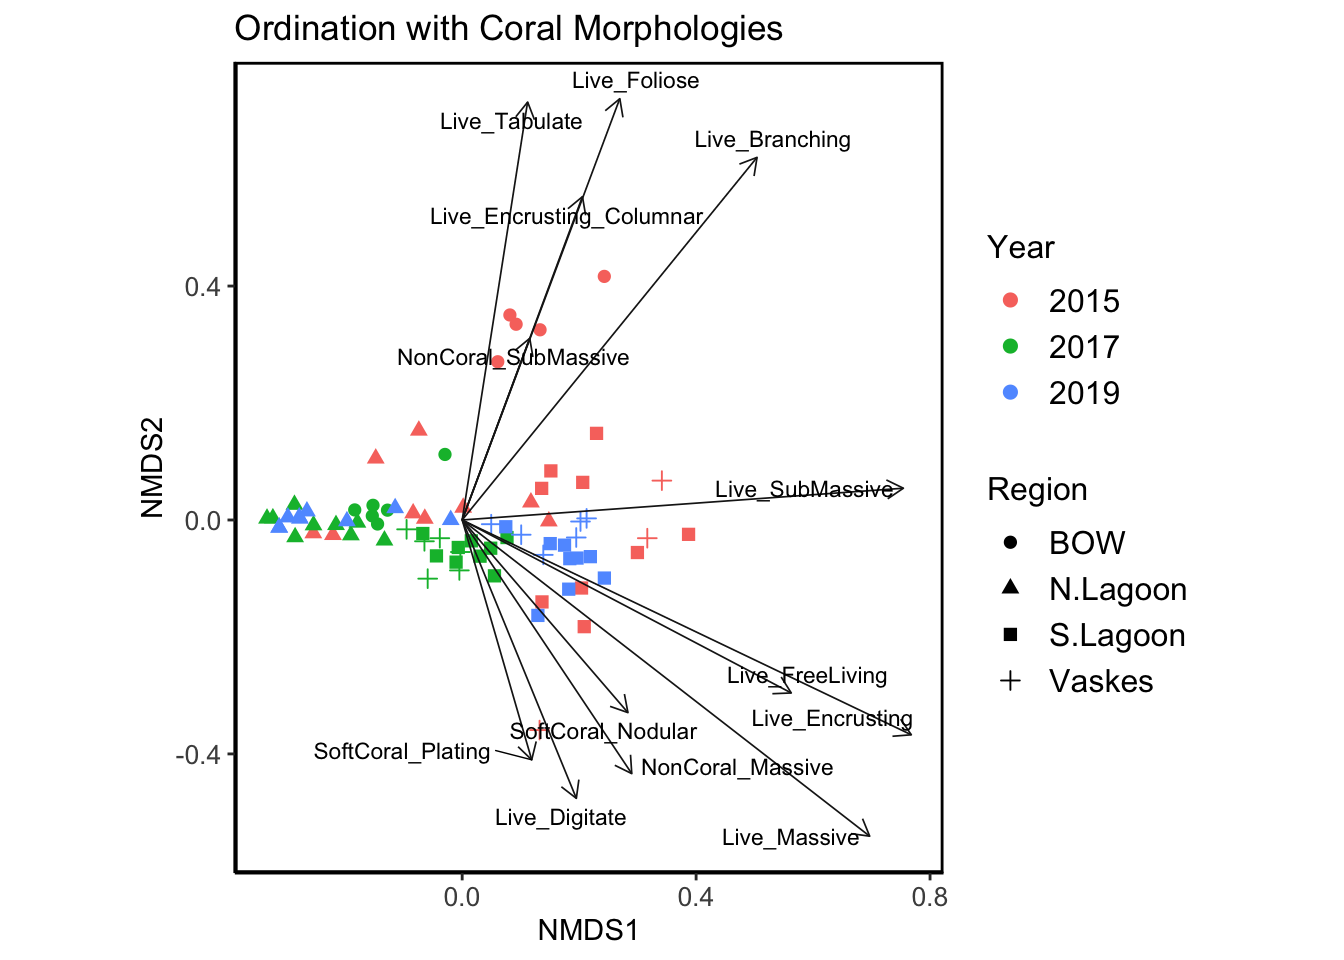 Ordination with Coral Morphologies
Live_Foliose
Live_Tabulate
Live_Branching
Live_Encrusting_Columnar
NonCoral_SubMassive
Live_SubMassive
Live_FreeLiving
Live_Encrusting
SoftCoral_Nodular
SoftCoral_Plating
NonCoral_Massive
Live_Digitate
Live_Massive
0.4
0.0
-0.4
NMDS2
0.0
0.4
0.8
NMDS1
Year
2015
2017
2019
Region
BOW
N.Lagoon
S.Lagoon
Vaskes